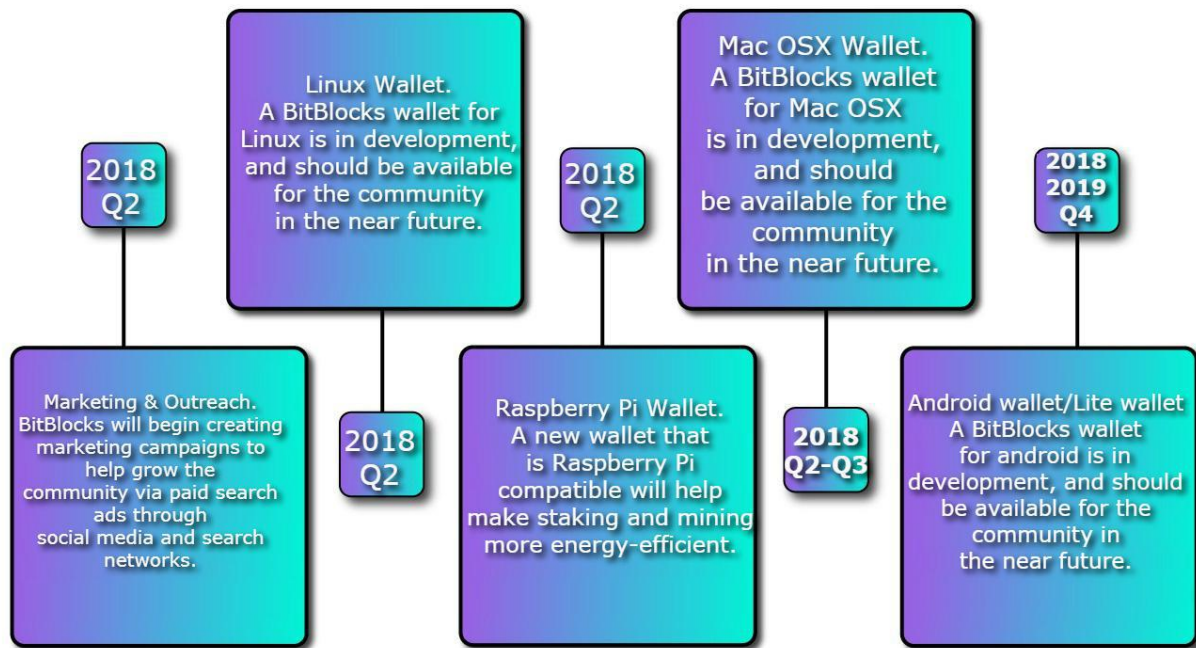 2018
Q2
Marketing & Outreach.
BitBlocks will begin creating
marketing campaigns to
help grow the
community via paid search
ads through
social media and search
networks.
Linux Wallet.
A BitBlocks wallet for
Linux is in development,
and should be available
for the community
in the near future.
2018
Q2
2018
Q2
Raspberry Pi Wallet.
A new wallet that
is Raspberry Pi
compatible will help
make staking and mining
more energy-efficient.
Mac OSX Wallet.
A BitBlocks wallet
for Mac OSX
is in development,
and should
be available for the
community
in the near future.
2018
Q2-Q3
2018
2019
Q4
Android wallet/Lite wallet
A BitBlocks wallet
for android is in
development, and should
be available for the
community in
the near future.